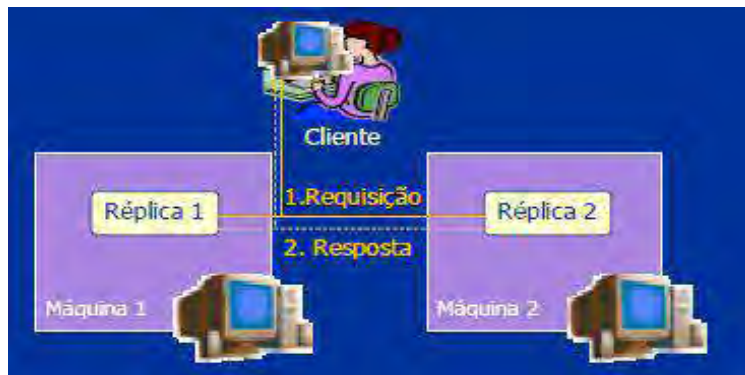 Cliente
1.Requisição
Réplica 1
Réplica 2
2. Resposta
Máquina 1
Máquina 2